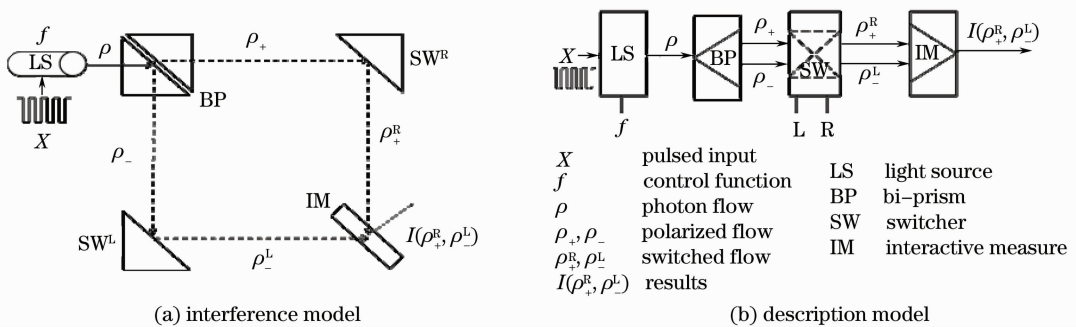 f
LS
ρ
X
BP
ρ₊
SWᴿ
ρ₋
ρ₊ᴿ
SWᴸ
ρ₋ᴸ
IM
I(ρ₊ᴿ, ρ₋ᴸ)
(a) interference model
X
LS
f
ρ
BP
ρ₊
ρ₋
SW
L R
ρ₊ᴿ
ρ₋ᴸ
IM
I(ρ₊ᴿ, ρ₋ᴸ)
X pulsed input
f control function
ρ photon flow
ρ₊, ρ₋ polarized flow
ρ₊ᴿ, ρ₋ᴸ switched flow
I(ρ₊ᴿ, ρ₋ᴸ) results
LS light source
BP bi-prism
SW switcher
IM interactive measure
(b) description model